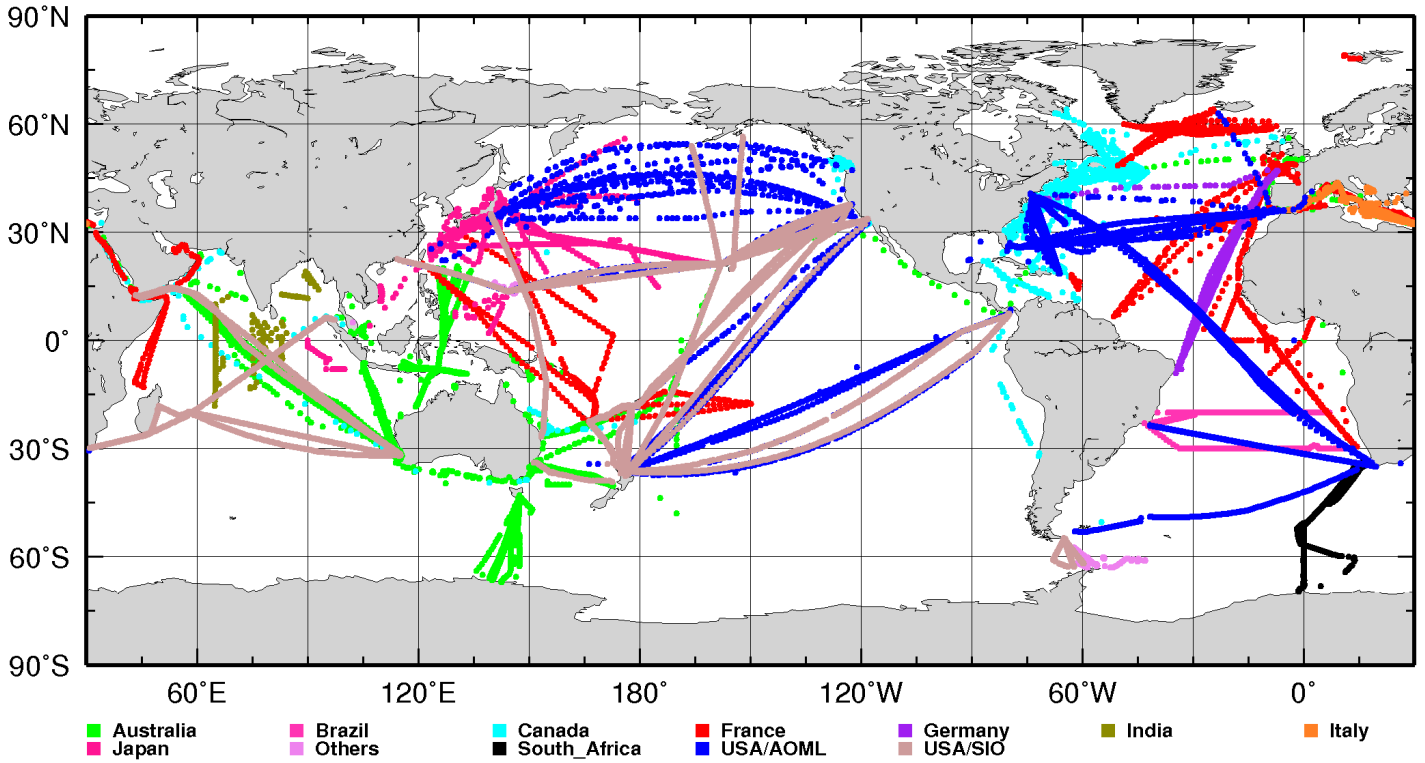 90°N
60°N
30°N
0°
30°S
60°S
90°S
60°E 120°E 180° 120°W 60°W 0°
Australia Brazil Canada France Germany India Italy
Japan Others South_Africa USA/AOML USA/SIO